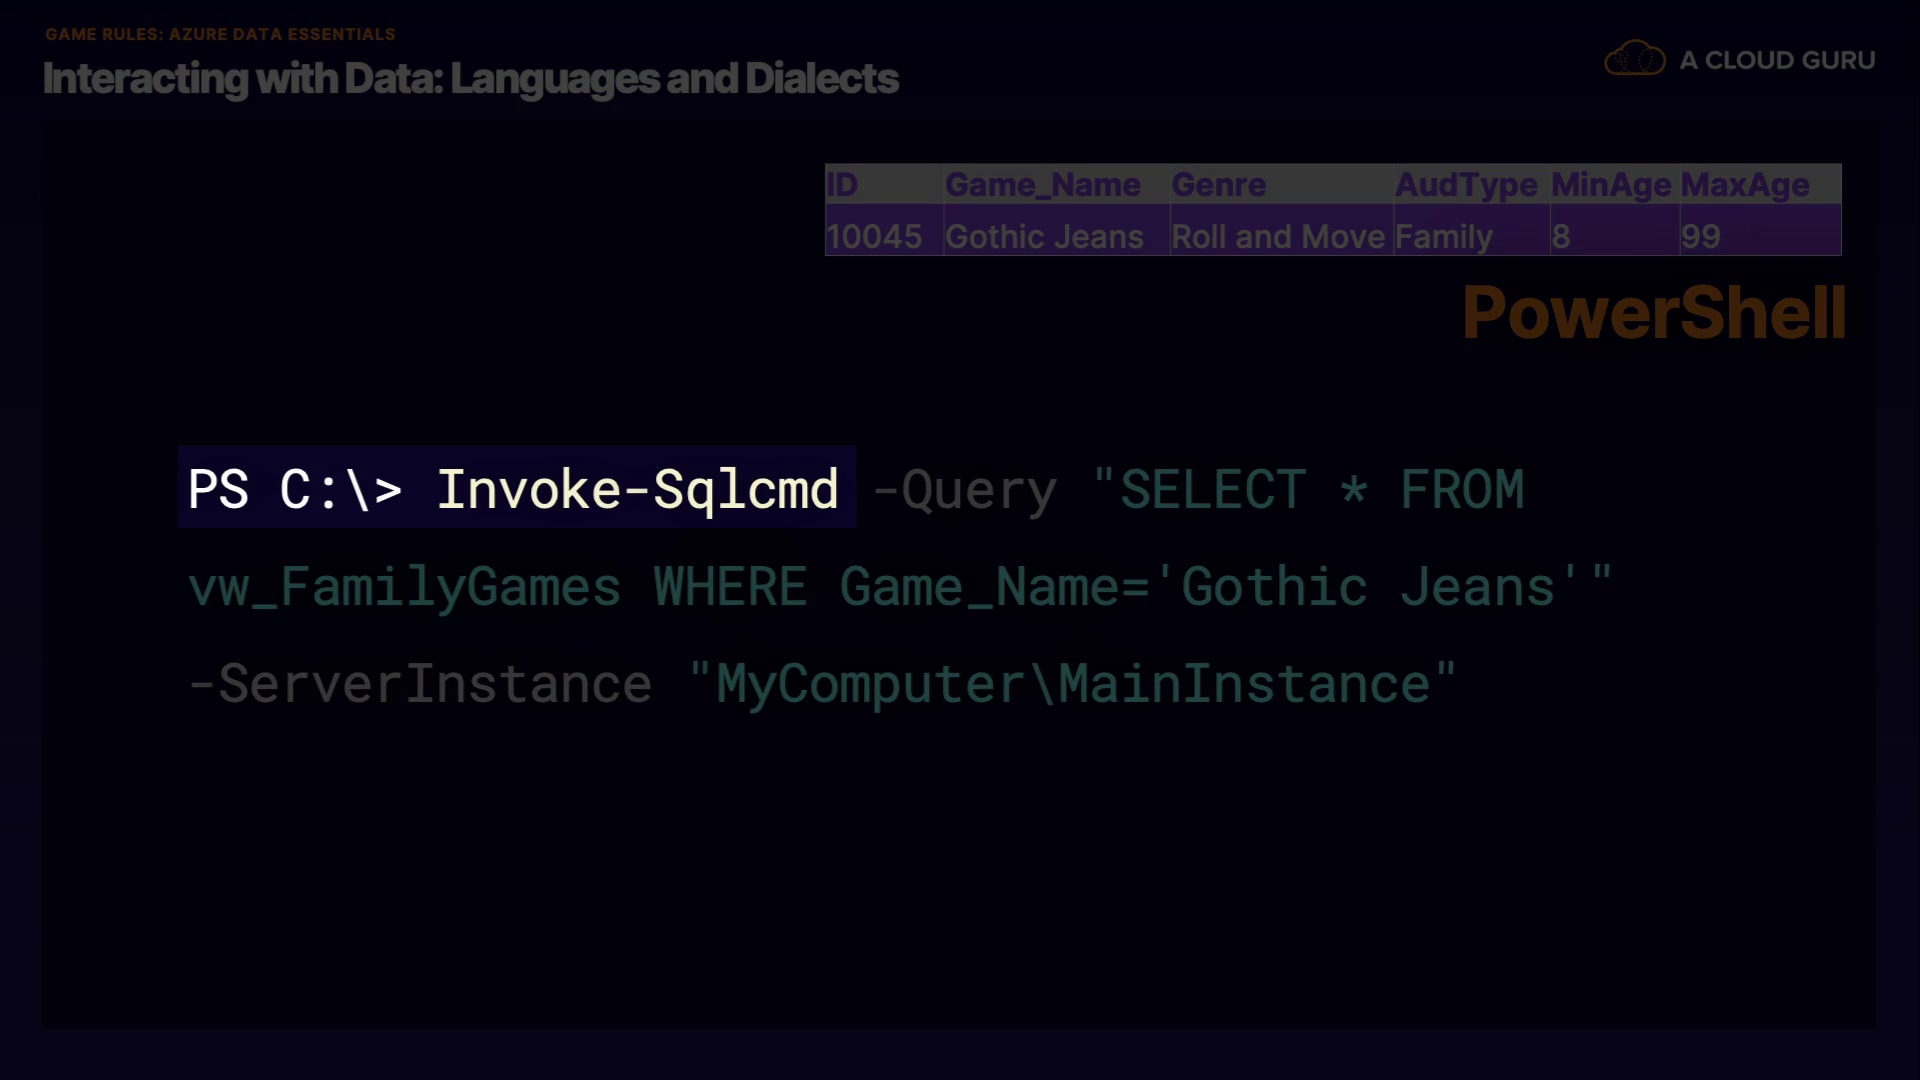 GAME RULES: AZURE DATA ESSENTIALS
Interacting with Data: Languages and Dialects
A CLOUD GURU
ID Game_Name Genre AudType MinAge MaxAge
10045 Gothic Jeans Roll and Move Family 8 99
PowerShell
PS C:\> Invoke-Sqlcmd -Query "SELECT * FROM
vw_FamilyGames WHERE Game_Name='Gothic Jeans'"
-ServerInstance "MyComputer\MainInstance"